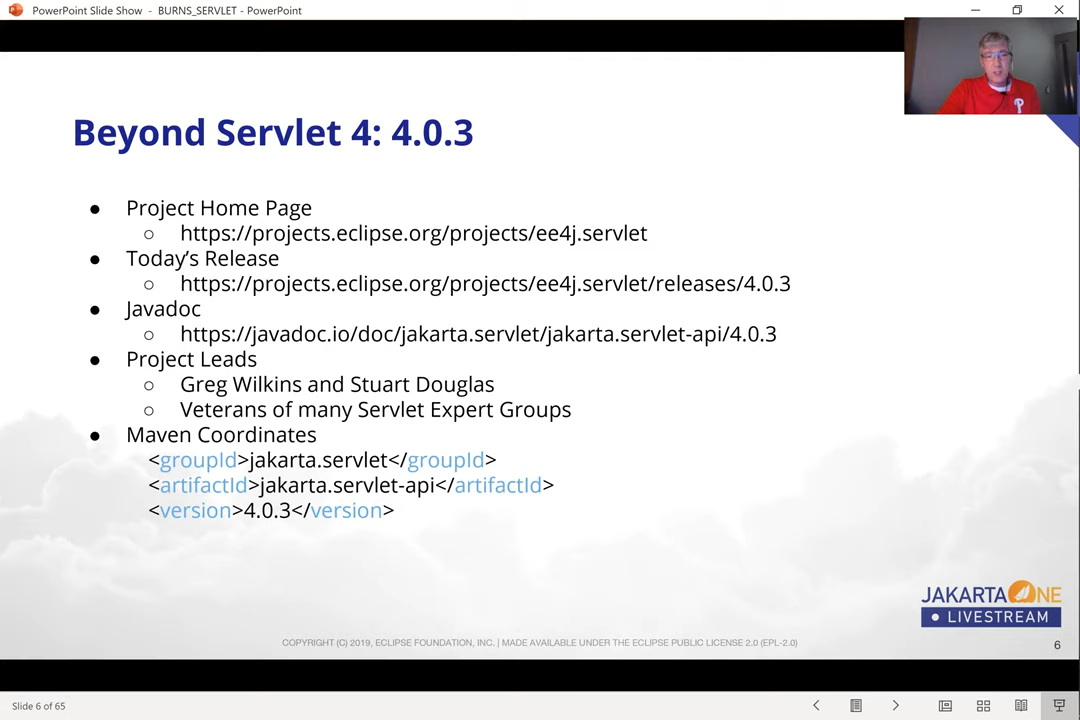 PowerPoint Slide Show - BURNS_SERVLET - PowerPoint
Beyond Servlet 4: 4.0.3
● Project Home Page
○ https://projects.eclipse.org/projects/ee4j.servlet
● Today’s Release
○ https://projects.eclipse.org/projects/ee4j.servlet/releases/4.0.3
● Javadoc
○ https://javadoc.io/doc/jakarta.servlet/jakarta.servlet-api/4.0.3
● Project Leads
○ Greg Wilkins and Stuart Douglas
○ Veterans of many Servlet Expert Groups
● Maven Coordinates
<groupId>jakarta.servlet</groupId>
<artifactId>jakarta.servlet-api</artifactId>
<version>4.0.3</version>
JAKARTAONE
● LIVESTREAM
COPYRIGHT (C) 2019, ECLIPSE FOUNDATION, INC. | MADE AVAILABLE UNDER THE ECLIPSE PUBLIC LICENSE 2.0 (EPL-2.0)
6
Slide 6 of 65